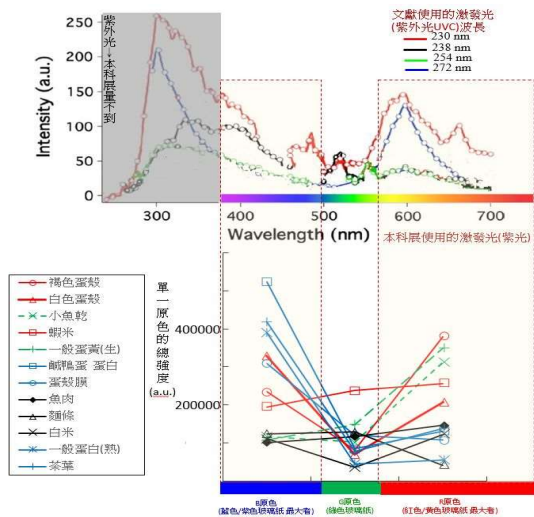 文獻使用的激發光
(紫外光UVC)波長
230 nm
238 nm
254 nm
272 nm
紫外光→本科展量不到
Intensity (a.u.)
250
200
150
100
50
0
300
400
500
600
700
Wavelength (nm)
本科展使用的激發光(紫光)
褐色蛋殼
白色蛋殼
小魚乾
蝦米
一般蛋黃(生)
鹹鴨蛋 蛋白
蛋殼膜
魚肉
麵條
白米
一般蛋白(熟)
茶葉
單一原色的總強度
(a.u.)
400000
200000
B原色
(藍色/紫色玻璃紙 最大者)
G原色
(綠色玻璃紙)
R原色
(紅色/黃色玻璃紙 最大者)